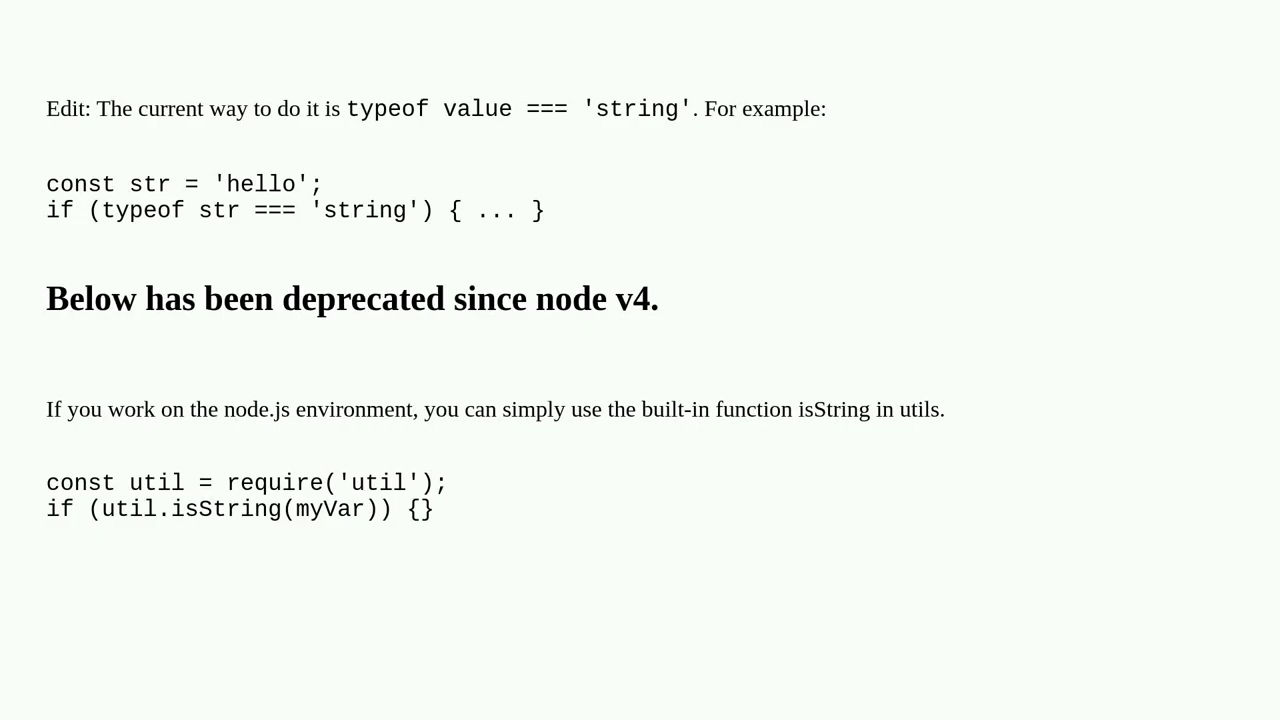 Edit: The current way to do it is typeof value === 'string'. For example:
const str = 'hello';
if (typeof str === 'string') { ... }
Below has been deprecated since node v4.
If you work on the node.js environment, you can simply use the built-in function isString in utils.
const util = require('util');
if (util.isString(myVar)) {}